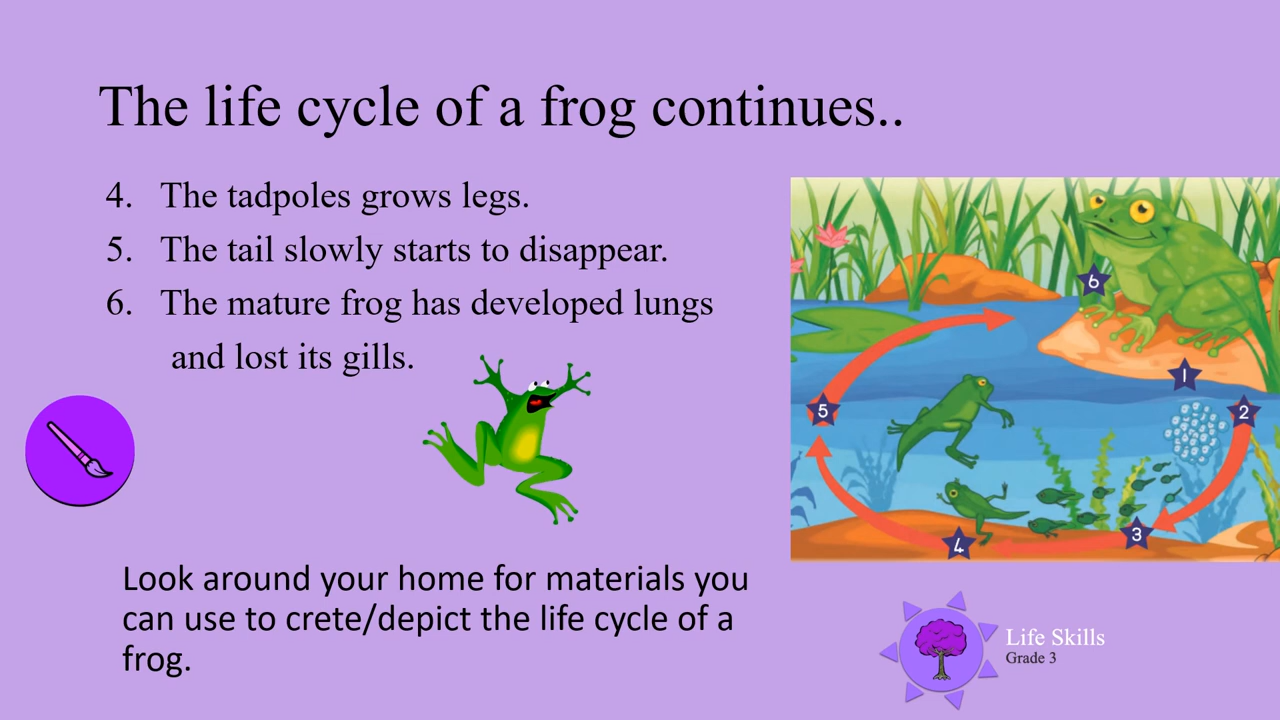 The life cycle of a frog continues..
4. The tadpoles grows legs.
5. The tail slowly starts to disappear.
6. The mature frog has developed lungs
and lost its gills.
6
1
5
2
3
4
Look around your home for materials you
can use to crete/depict the life cycle of a
frog.
Life Skills
Grade 3